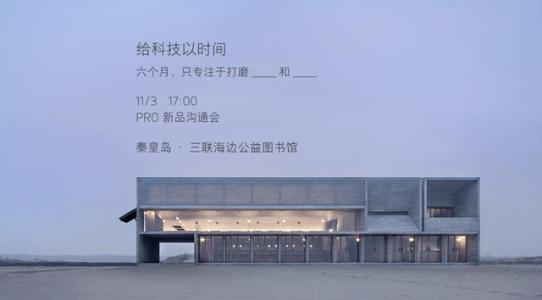 给科技以时间
六个月，只专注于打磨 ____ 和 ____
11/3 17:00
PRO 新品沟通会
秦皇岛 · 三联海边公益图书馆